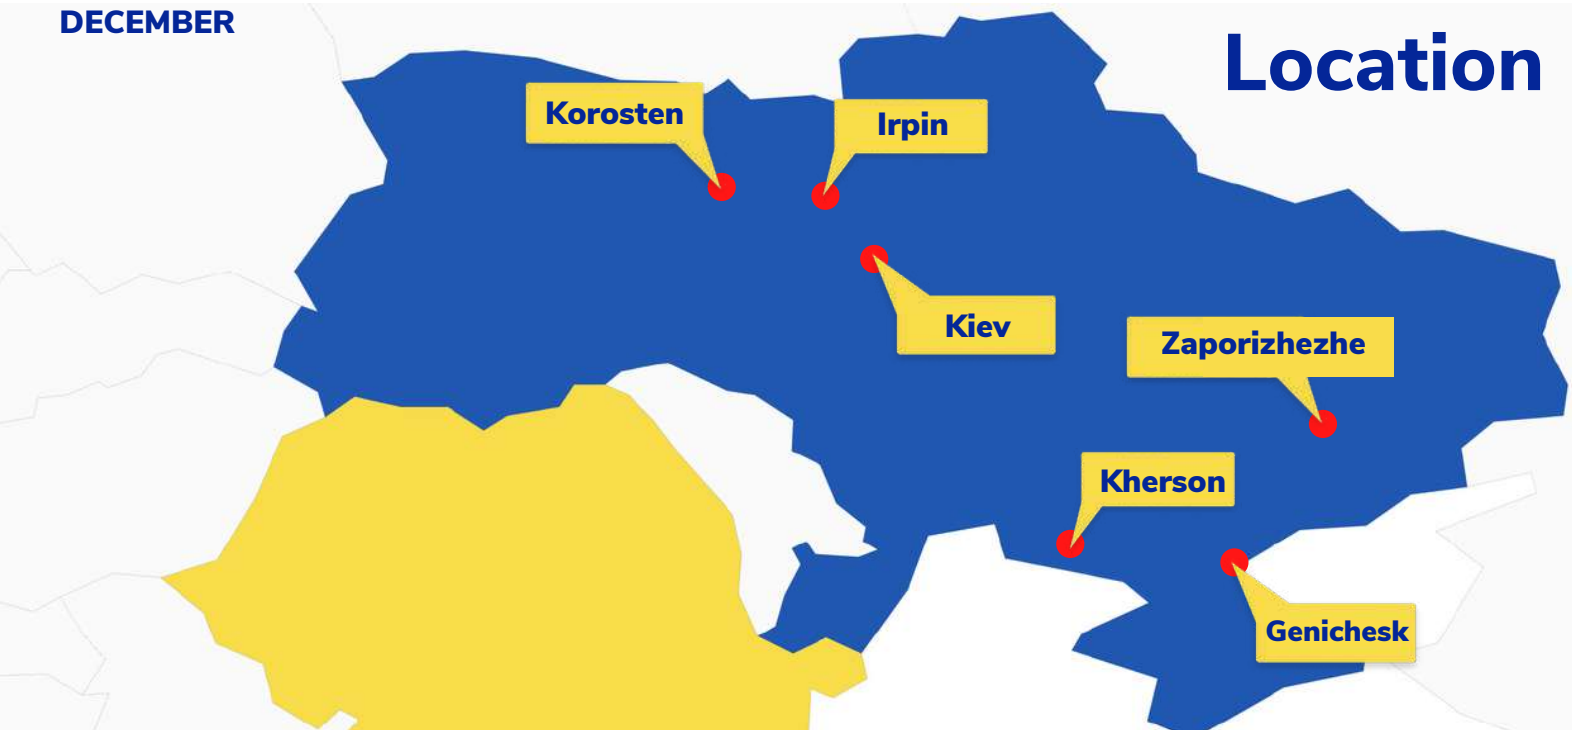 DECEMBER
Location
Korosten
Irpin
Kiev
Zaporizhezhe
Kherson
Genichesk